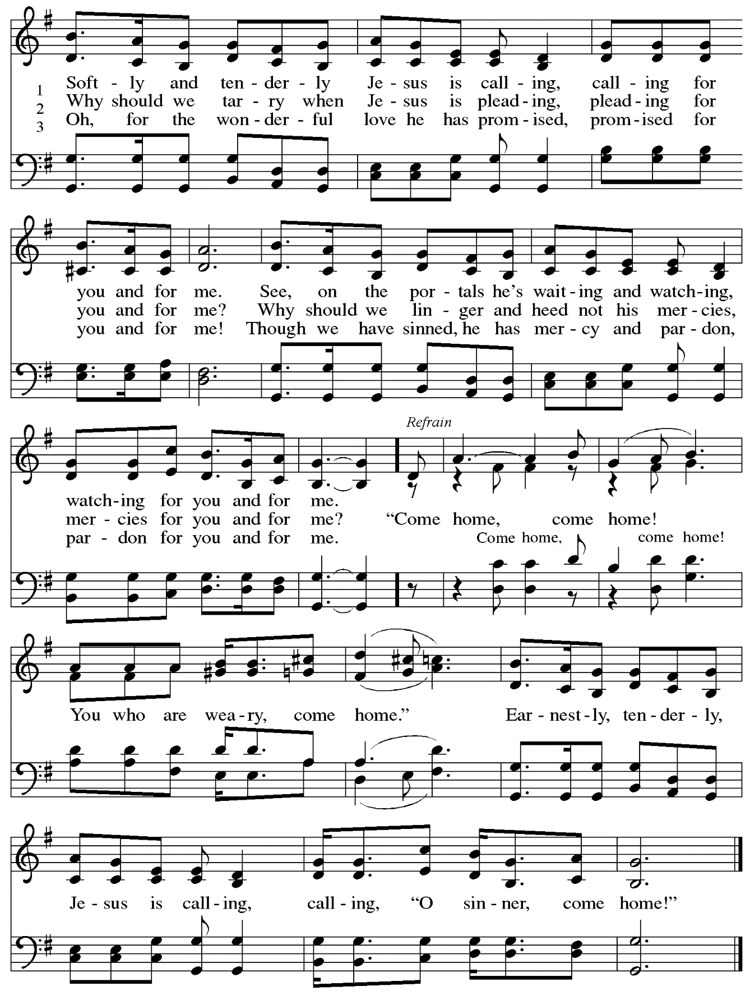 1 Soft - ly and ten - der - ly Je - sus is call - ing, call - ing for
2 Why should we tar - ry when Je - sus is plead - ing, plead - ing for
3 Oh, for the won - der - ful love he has prom - ised, prom - ised for
you and for me. See, on the por - tals he's wait - ing and watch - ing,
you and for me? Why should we lin - ger and heed not his mer - cies,
you and for me! Though we have sinned, he has mer - cy and par - don,
Refrain
watch - ing for you and for me.
mer - cies for you and for me? “Come home, come home!
par - don for you and for me. Come home, come home!
You who are wea - ry, come home.” Ear - nest - ly, ten - der - ly,
Je - sus is call - ing, call - ing, “O sin - ner, come home!”